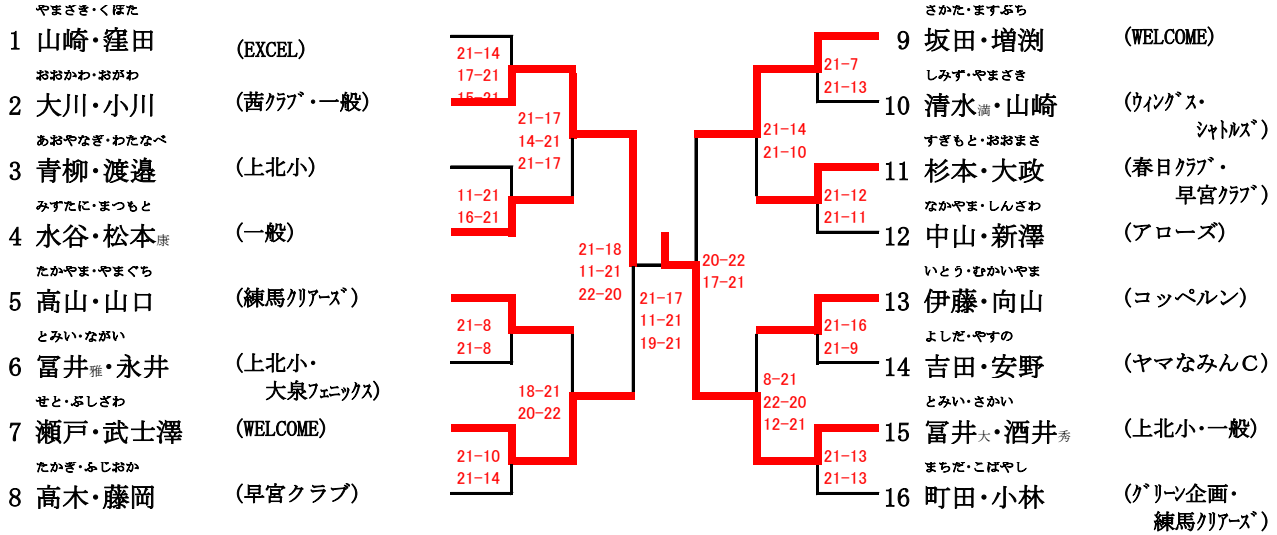 やまざき・くぼた
1 山崎・窪田 (EXCEL)
おおかわ・おがわ
2 大川・小川 (茜クラブ・一般)
あおやなぎ・わたなべ
3 青柳・渡邉 (上北小)
みずたに・まつもと
4 水谷・松本康 (一般)
たかやま・やまぐち
5 高山・山口 (練馬クリアーズ)
とみい・ながい
6 冨井雅・永井 (上北小・
大泉フェニックス)
せと・ぶしざわ
7 瀬戸・武士澤 (WELCOME)
たかぎ・ふじおか
8 高木・藤岡 (早宮クラブ)
21-14
17-21
15-21
11-21
16-21
21-8
21-8
21-10
21-14
21-17
14-21
21-17
18-21
20-22
21-18
11-21
22-20
21-17
11-21
19-21
20-22
17-21
21-14
21-10
8-21
22-20
12-21
21-7
21-13
21-12
21-11
21-16
21-9
21-13
21-13
さかた・ますぶち
9 坂田・増渕 (WELCOME)
しみず・やまざき
10 清水満・山崎 (ウィングス・
シャトルズ)
すぎもと・おおまさ
11 杉本・大政 (春日クラブ・
早宮クラブ)
なかやま・しんざわ
12 中山・新澤 (アローズ)
いとう・むかいやま
13 伊藤・向山 (コッペルン)
よしだ・やすの
14 吉田・安野 (ヤマなみんC)
とみい・さかい
15 冨井大・酒井秀 (上北小・一般)
まちだ・こばやし
16 町田・小林 (グリーン企画・
練馬クリアーズ)